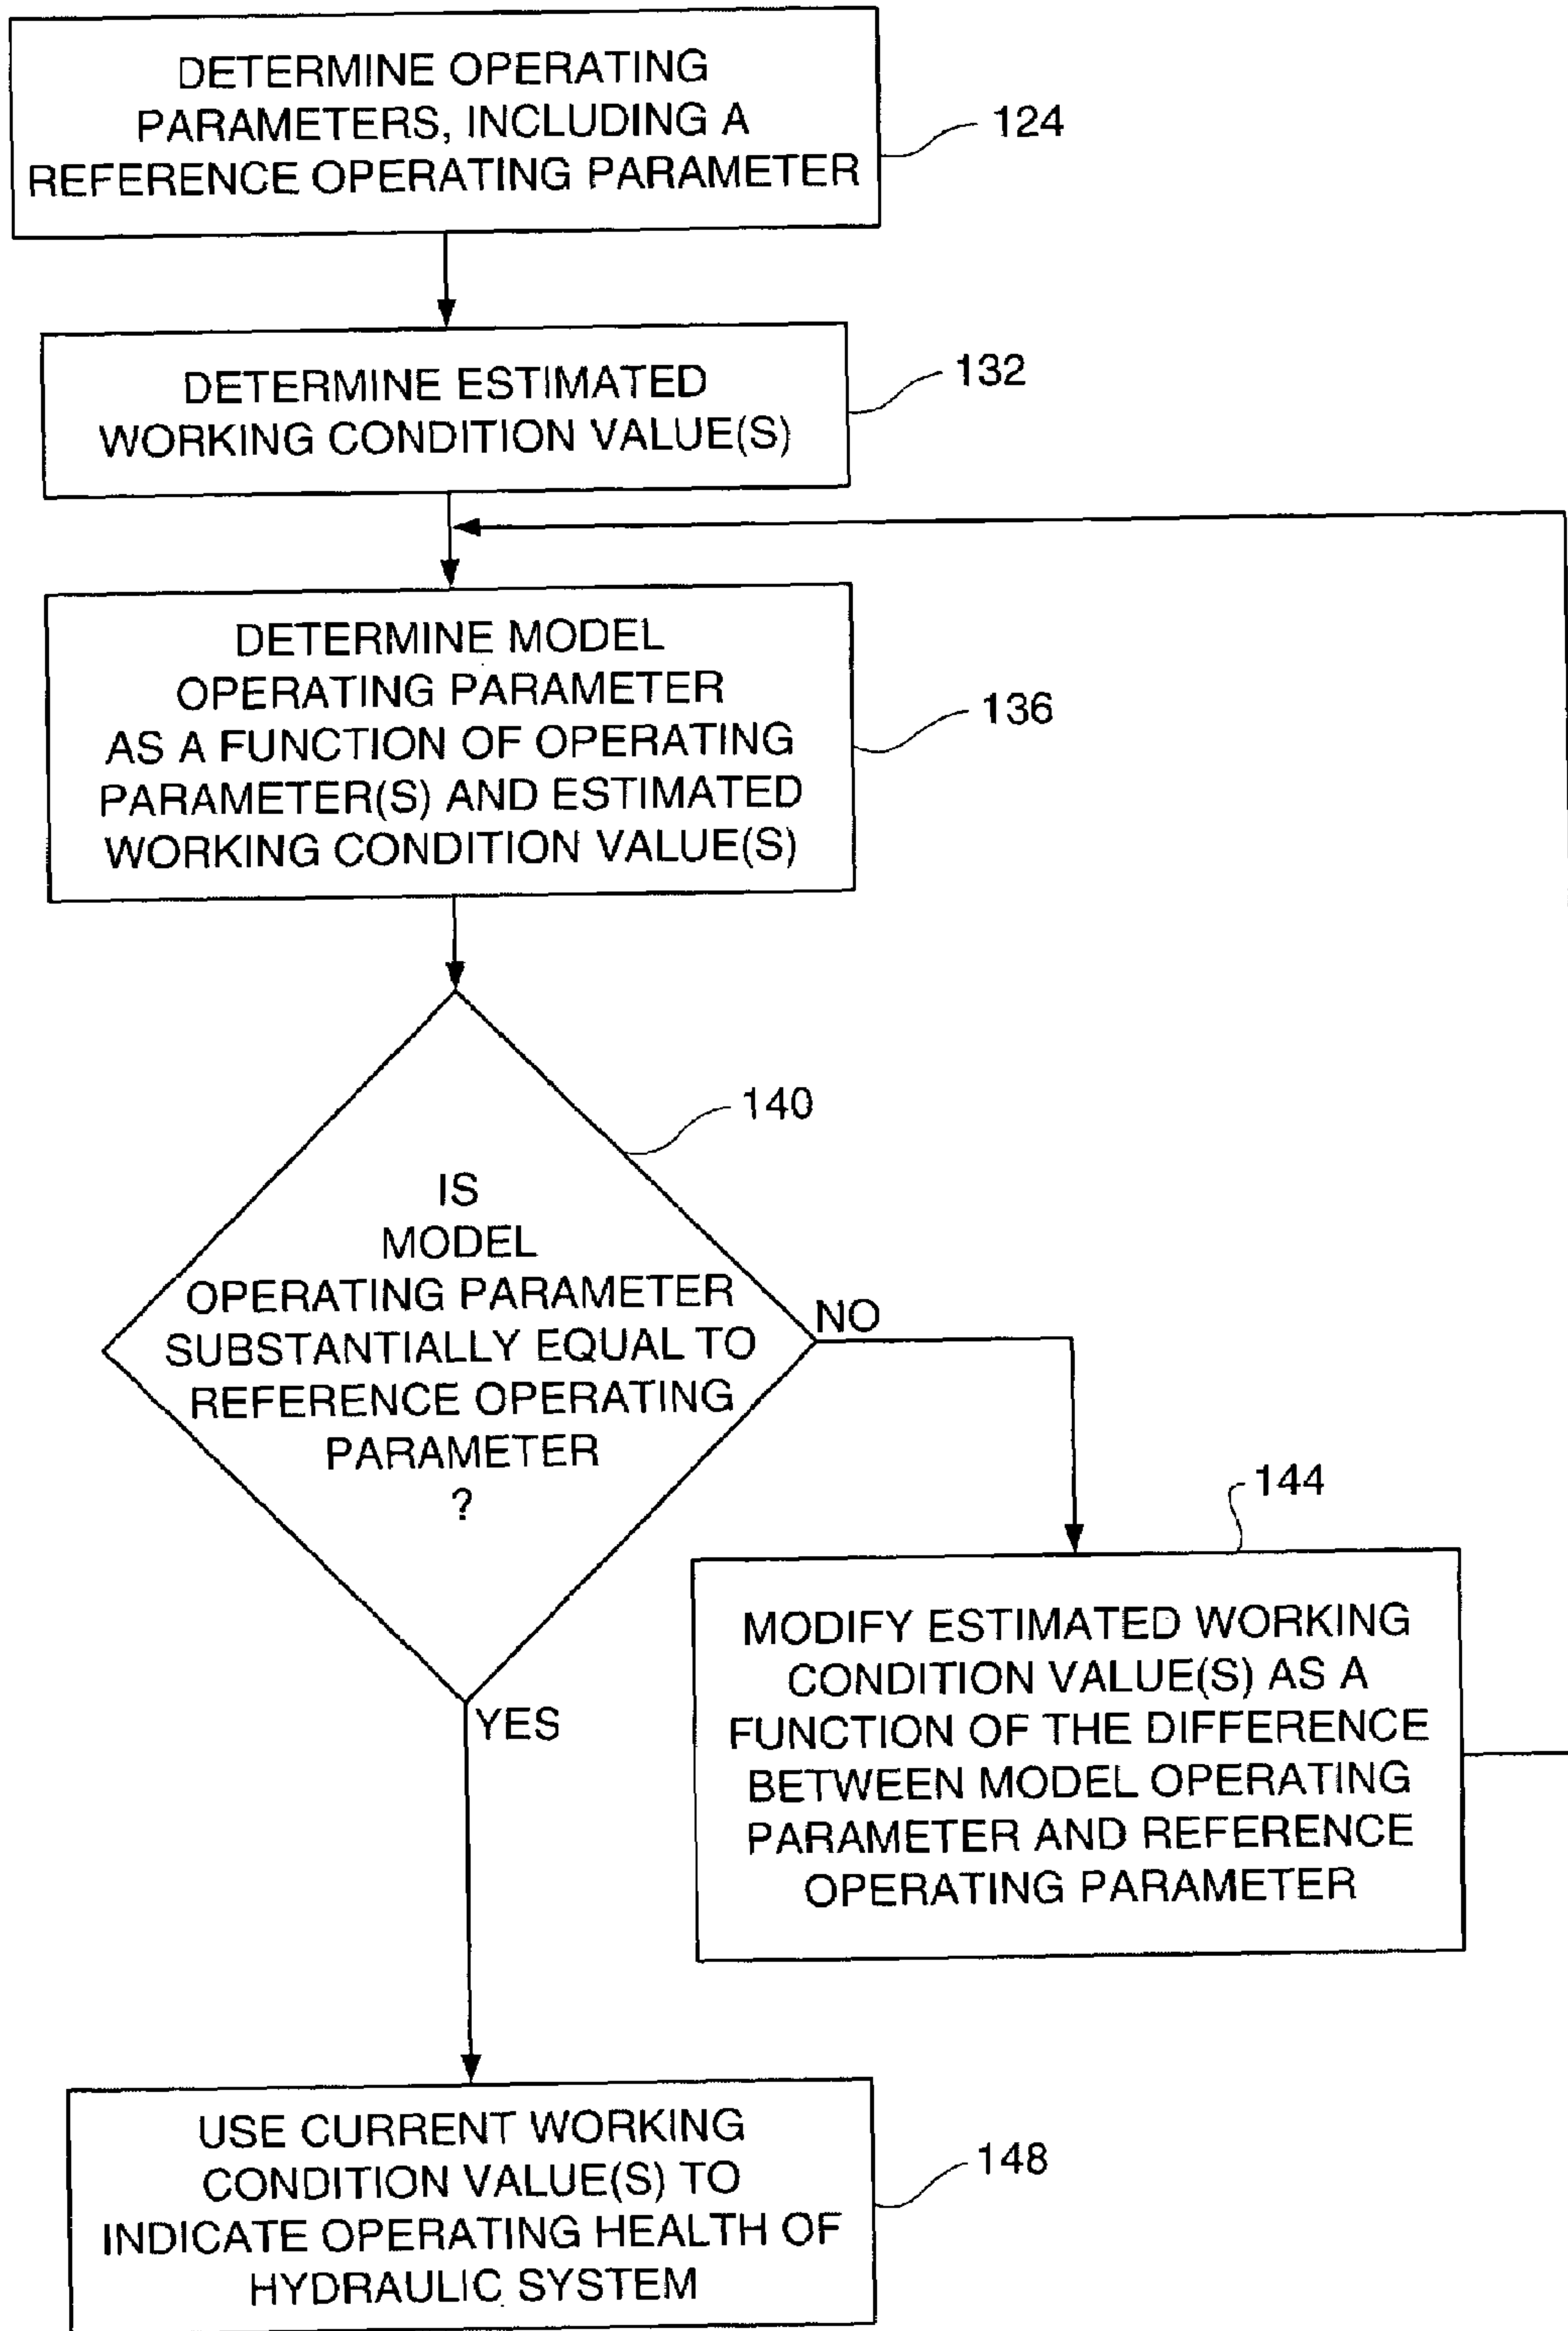 DETERMINE OPERATING
PARAMETERS, INCLUDING A
REFERENCE OPERATING PARAMETER
124
DETERMINE ESTIMATED
WORKING CONDITION VALUE(S)
132
DETERMINE MODEL
OPERATING PARAMETER
AS A FUNCTION OF OPERATING
PARAMETER(S) AND ESTIMATED
WORKING CONDITION VALUE(S)
136
140
IS
MODEL
OPERATING PARAMETER
SUBSTANTIALLY EQUAL TO
REFERENCE OPERATING
PARAMETER
?
NO
YES
144
MODIFY ESTIMATED WORKING
CONDITION VALUE(S) AS A
FUNCTION OF THE DIFFERENCE
BETWEEN MODEL OPERATING
PARAMETER AND REFERENCE
OPERATING PARAMETER
USE CURRENT WORKING
CONDITION VALUE(S) TO
INDICATE OPERATING HEALTH OF
HYDRAULIC SYSTEM
148